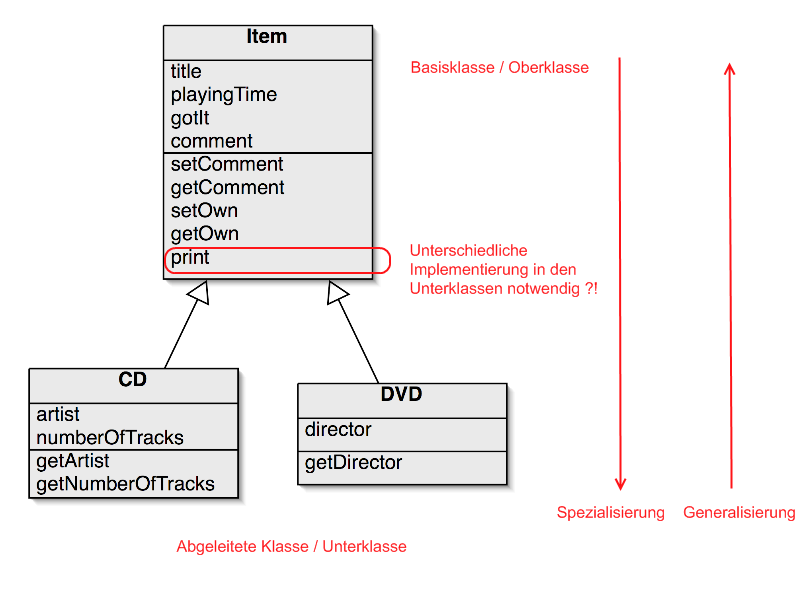 Item
title
playingTime
gotIt
comment
setComment
getComment
setOwn
getOwn
print
Basisklasse / Oberklasse
Unterschiedliche
Implementierung in den
Unterklassen notwendig ?!
CD
artist
numberOfTracks
getArtist
getNumberOfTracks
DVD
director
getDirector
Spezialisierung
Generalisierung
Abgeleitete Klasse / Unterklasse